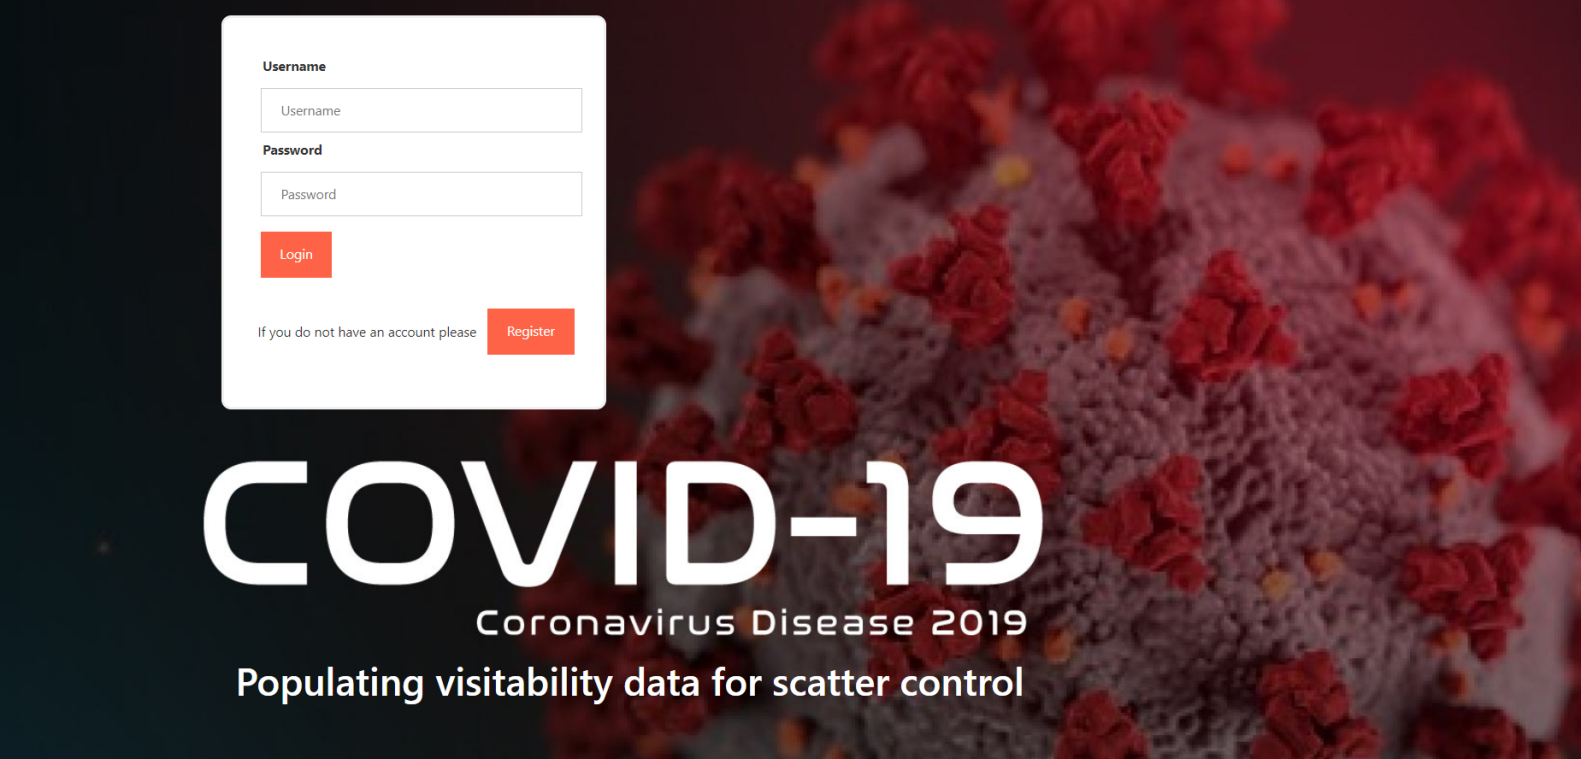 Username
Username
Password
Password
Login
If you do not have an account please Register
COVID-19
Coronavirus Disease 2019
Populating visitability data for scatter control